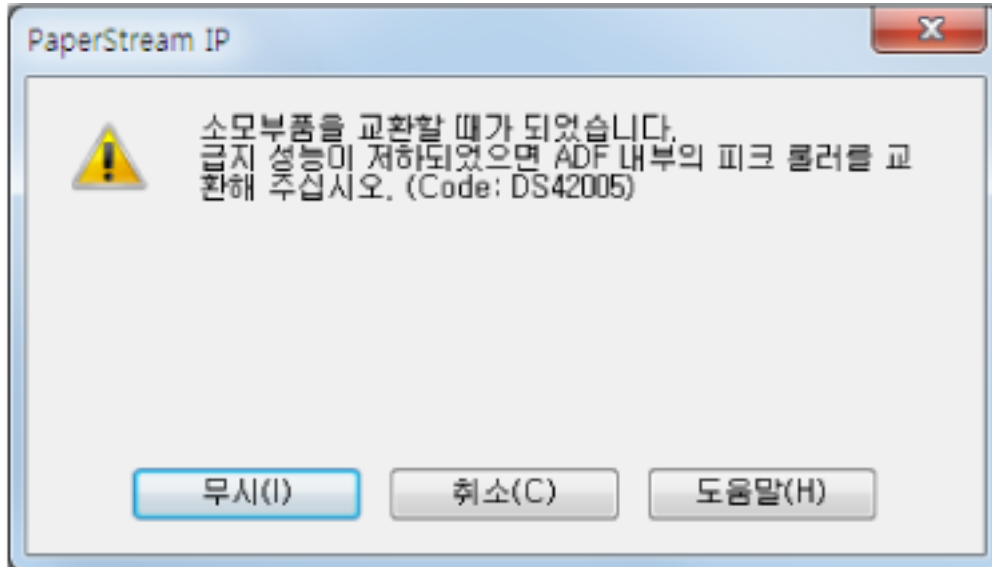 PaperStream IP
소모부품을 교환할 때가 되었습니다.
급지 성능이 저하되었으면 ADF 내부의 피크 롤러를 교
환해 주십시오. (Code: DS42005)
무시(I)
취소(C)
도움말(H)